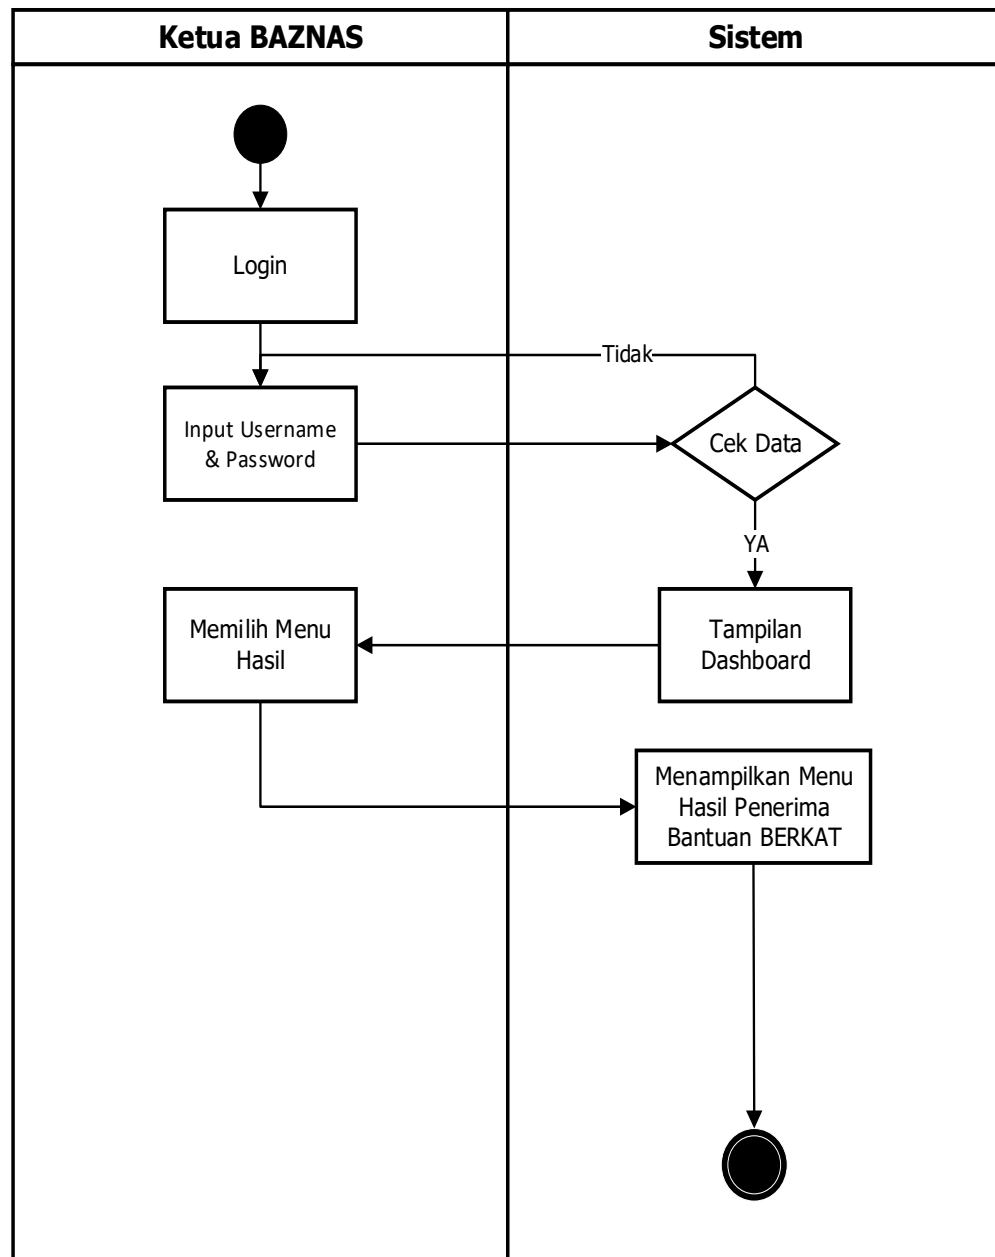 Ketua BAZNAS
Sistem
Login
Tidak
Input Username
& Password
Cek Data
YA
Memilih Menu
Hasil
Tampilan
Dashboard
Menampilkan Menu
Hasil Penerima
Bantuan BERKAT